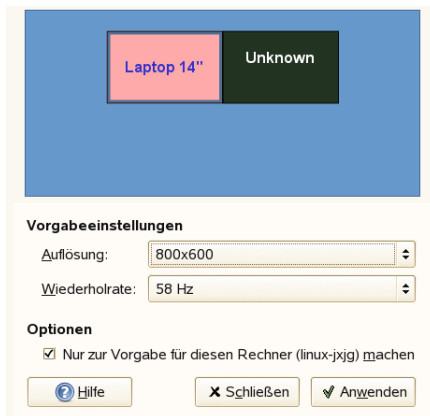 Laptop 14" Unknown
Vorgabeeinstellungen
Auflösung: 800x600
Wiederholrate: 58 Hz
Optionen
Nur zur Vorgabe für diesen Rechner (linux-jxjg) machen
Hilfe Schließen Anwenden